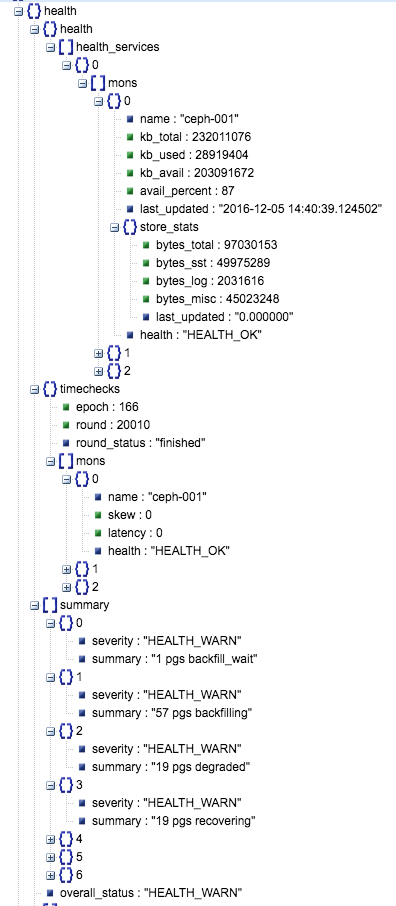 health
health
health_services
0
mons
0
name : "ceph-001"
kb_total : 232011076
kb_used : 28919404
kb_avail : 203091672
avail_percent : 87
last_updated : "2016-12-05 14:40:39.124502"
store_stats
bytes_total : 97030153
bytes_sst : 49975289
bytes_log : 2031616
bytes_misc : 45023248
last_updated : "0.000000"
health : "HEALTH_OK"
1
2
timechecks
epoch : 166
round : 20010
round_status : "finished"
mons
0
name : "ceph-001"
skew : 0
latency : 0
health : "HEALTH_OK"
1
2
summary
0
severity : "HEALTH_WARN"
summary : "1 pgs backfill_wait"
1
severity : "HEALTH_WARN"
summary : "57 pgs backfilling"
2
severity : "HEALTH_WARN"
summary : "19 pgs degraded"
3
severity : "HEALTH_WARN"
summary : "19 pgs recovering"
4
5
6
overall_status : "HEALTH_WARN"